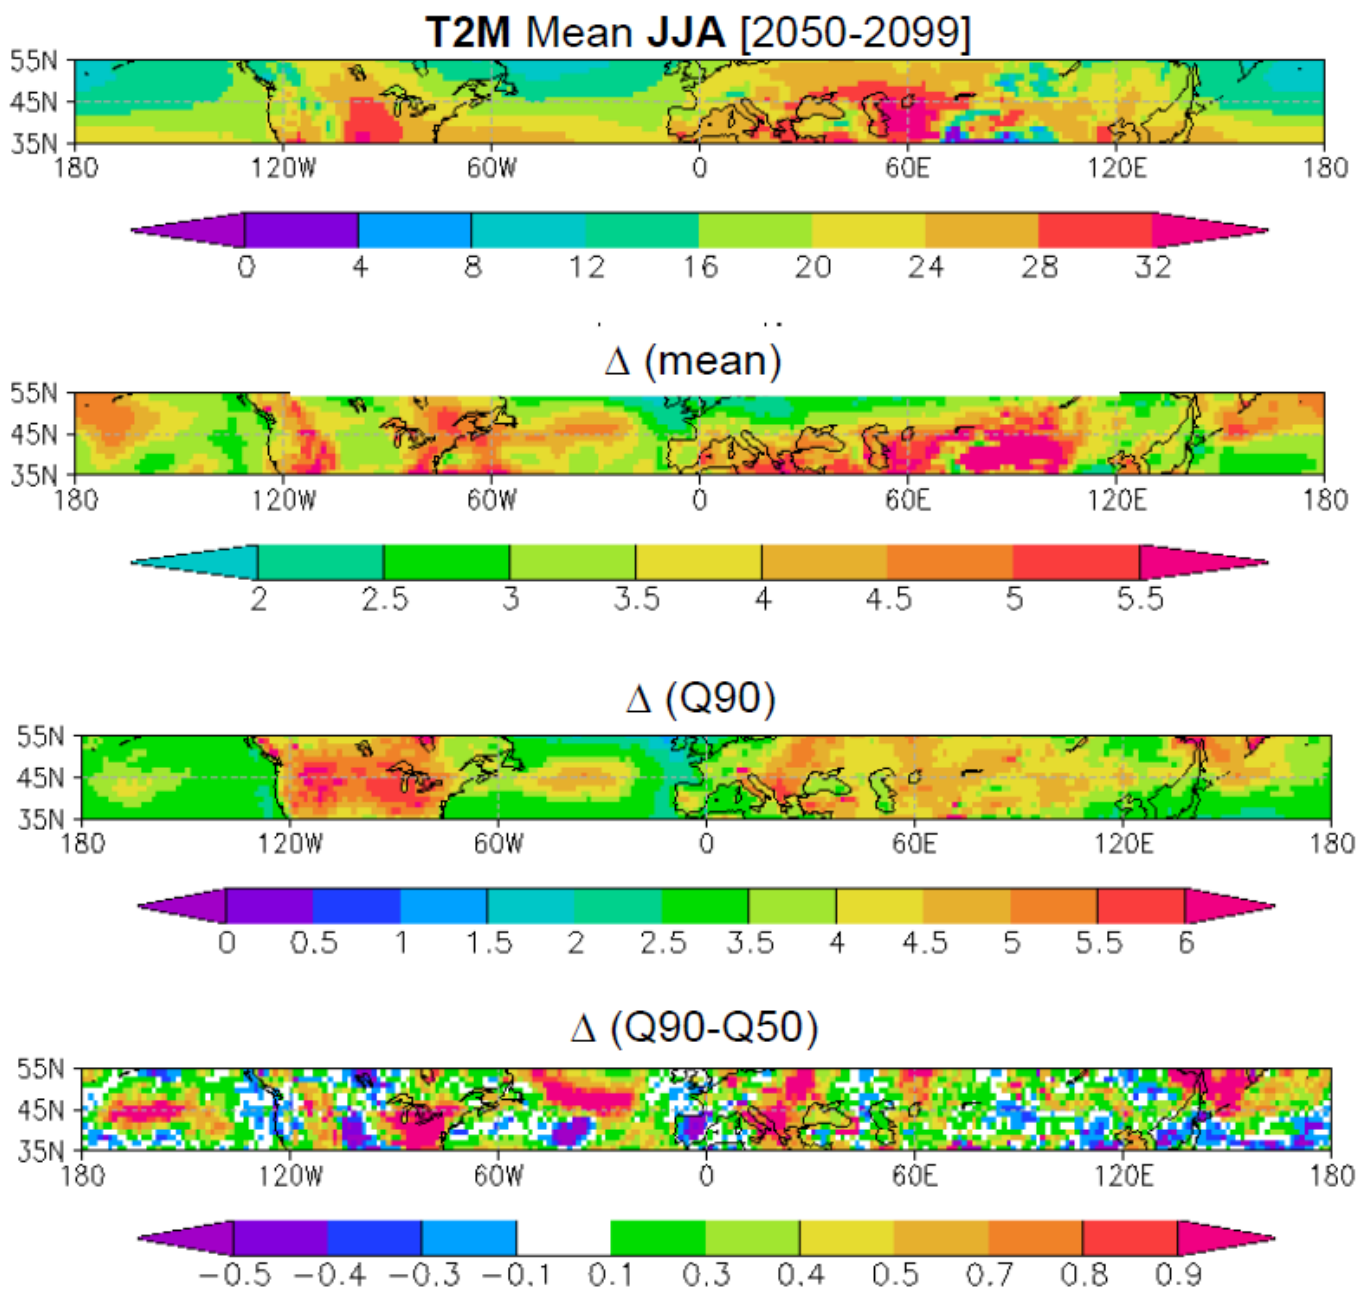 T2M Mean JJA [2050-2099]
55N
45N
35N
180 120W 60W 0 60E 120E 180
0 4 8 12 16 20 24 28 32
Δ (mean)
55N
45N
35N
180 120W 60W 0 60E 120E 180
2 2.5 3 3.5 4 4.5 5 5.5
Δ (Q90)
55N
45N
35N
180 120W 60W 0 60E 120E 180
0 0.5 1 1.5 2 2.5 3.5 4 4.5 5 5.5 6
Δ (Q90-Q50)
55N
45N
35N
180 120W 60W 0 60E 120E 180
−0.5 −0.4 −0.3 −0.1 0.1 0.3 0.4 0.5 0.7 0.8 0.9